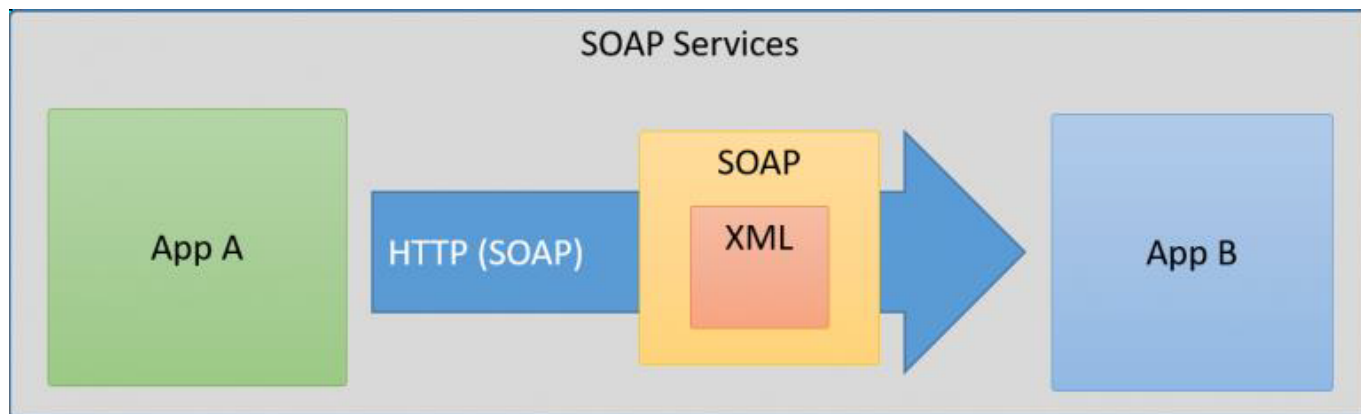 SOAP Services
App A
HTTP (SOAP)
SOAP
XML
App B